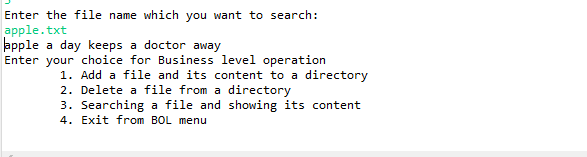 Enter the file name which you want to search:
apple.txt
apple a day keeps a doctor away
Enter your choice for Business level operation
1. Add a file and its content to a directory
2. Delete a file from a directory
3. Searching a file and showing its content
4. Exit from BOL menu